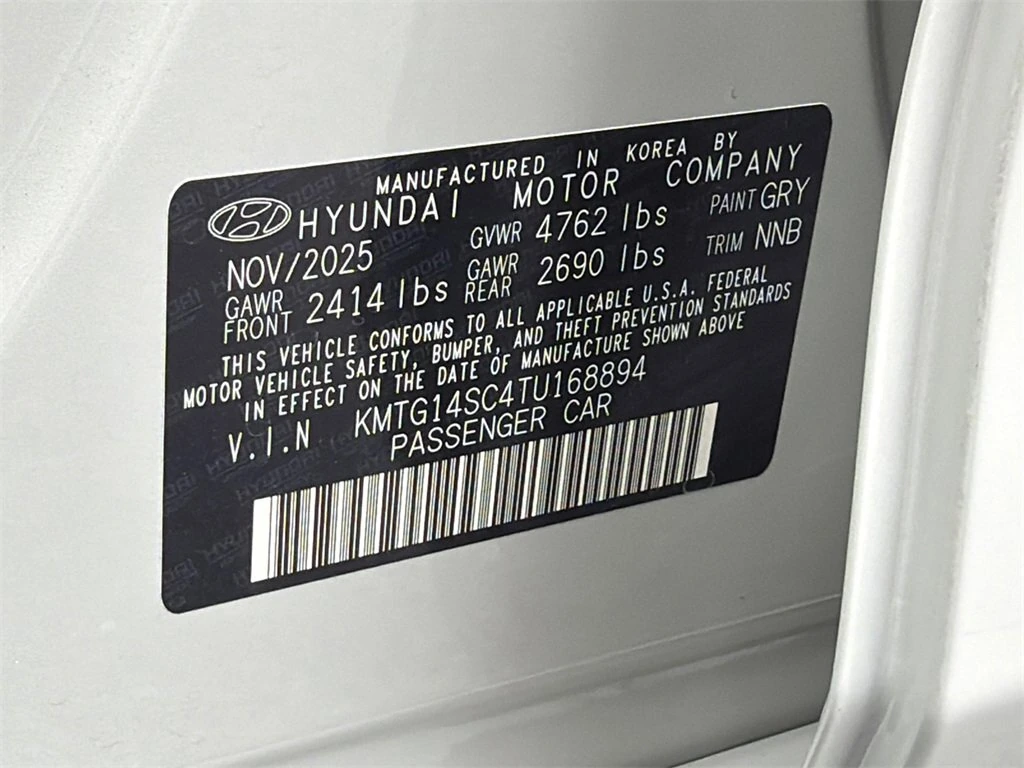 MANUFACTURED IN KOREA BY
HYUNDAI MOTOR COMPANY
NOV/2025 GVWR 4762 lbs PAINT GRY
GAWR FRONT 2414 lbs GAWR REAR 2690 lbs TRIM NNB
THIS VEHICLE CONFORMS TO ALL APPLICABLE U.S.A. FEDERAL
MOTOR VEHICLE SAFETY, BUMPER, AND THEFT PREVENTION STANDARDS
IN EFFECT ON THE DATE OF MANUFACTURE SHOWN ABOVE
V.I.N KMTG14SC4TU168894
PASSENGER CAR